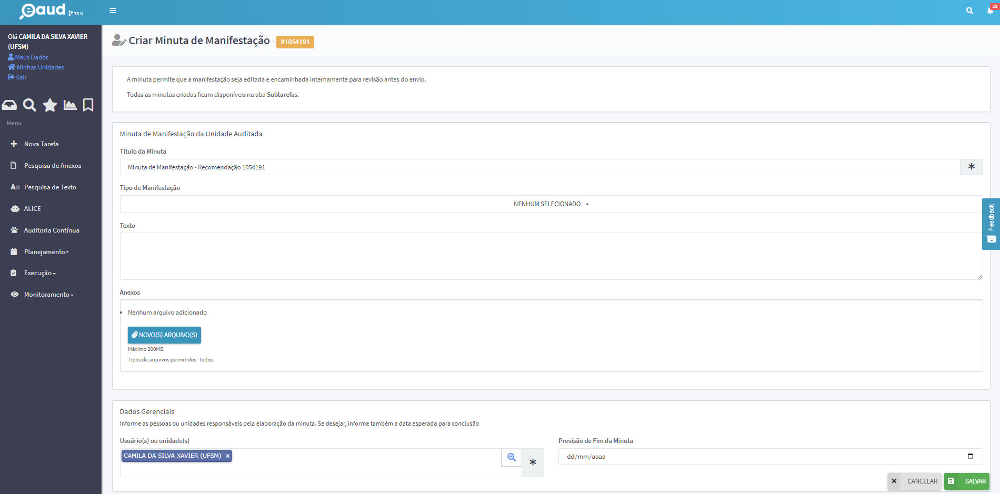 eaud 73.0
22
Olá CAMILA DA SILVA XAVIER
(UFSM)
Meus Dados
Minhas Unidades
Sair
Menu
Nova Tarefa
Pesquisa de Anexos
Pesquisa de Texto
ALICE
Auditoria Contínua
Planejamento
Execução
Monitoramento
Criar Minuta de Manifestação - #1054191
A minuta permite que a manifestação seja editada e encaminhada internamente para revisão antes do envio.
Todas as minutas criadas ficam disponíveis na aba Subtarefas.
Minuta de Manifestação da Unidade Auditada
Título da Minuta
Minuta de Manifestação - Recomendação 1054191
Tipo de Manifestação
NENHUM SELECIONADO
Texto
Anexos
Nenhum arquivo adicionado
NOVO(S) ARQUIVO(S)
Máximo 200MB.
Tipos de arquivos permitidos: Todos.
Feedback
Dados Gerenciais
Informe as pessoas ou unidades responsáveis pela elaboração da minuta. Se desejar, informe também a data esperada para conclusão
Usuário(s) ou unidade(s)
CAMILA DA SILVA XAVIER (UFSM) ×
Previsão de Fim da Minuta
dd/mm/aaaa
CANCELAR
SALVAR